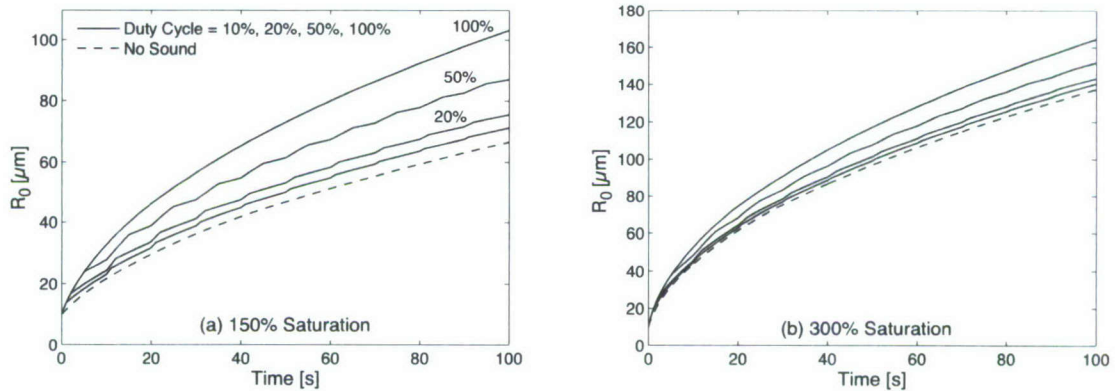 Duty Cycle = 10%, 20%, 50%, 100%
No Sound
100%
50%
20%
R0 [µm]
100
80
60
40
20
0
(a) 150% Saturation
0 20 40 60 80 100
Time [s]
R0 [µm]
180
160
140
120
100
80
60
40
20
0
(b) 300% Saturation
0 20 40 60 80 100
Time [s]